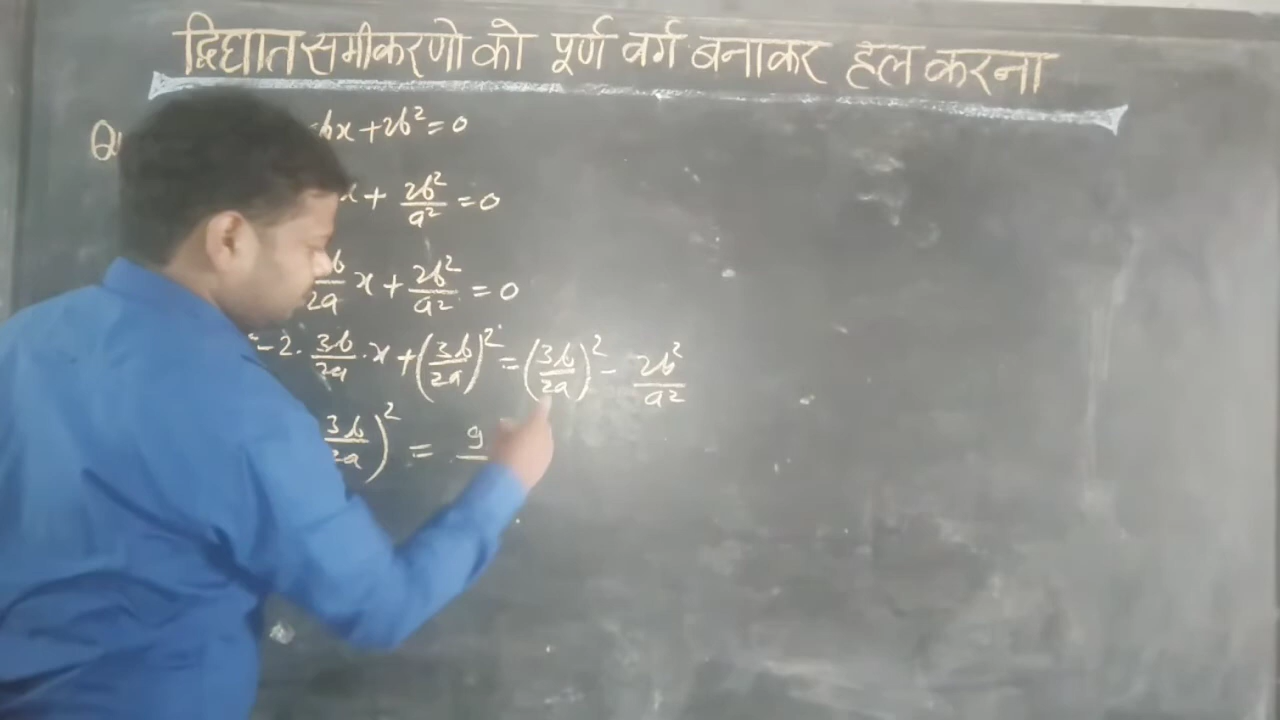 द्विघात समीकरणो को पूर्ण वर्ग बनाकर हल करना
Q bx + 2b² = 0
x + 2b²/a² = 0
b/2a x + 2b²/a² = 0
- 2 . 3b/2a . x + (3b/2a)² = (3b/2a)² - 2b²/a²
3b/2a)² = 9